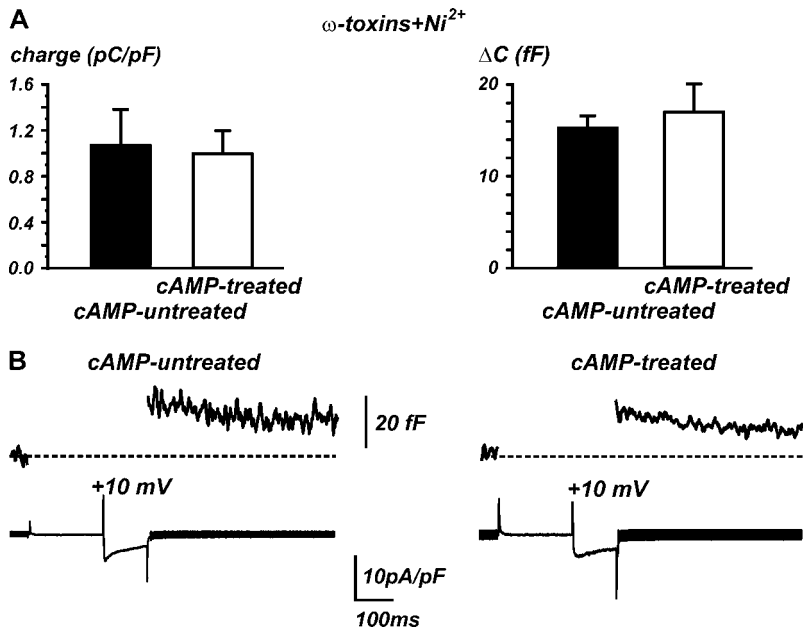 A
ω-toxins+Ni²⁺
charge (pC/pF)
1.6
1.2
0.8
0.4
0.0
cAMP-treated
cAMP-untreated
ΔC (fF)
20
10
0
cAMP-treated
cAMP-untreated
B
cAMP-untreated
cAMP-treated
20 fF
+10 mV
+10 mV
10pA/pF
100ms